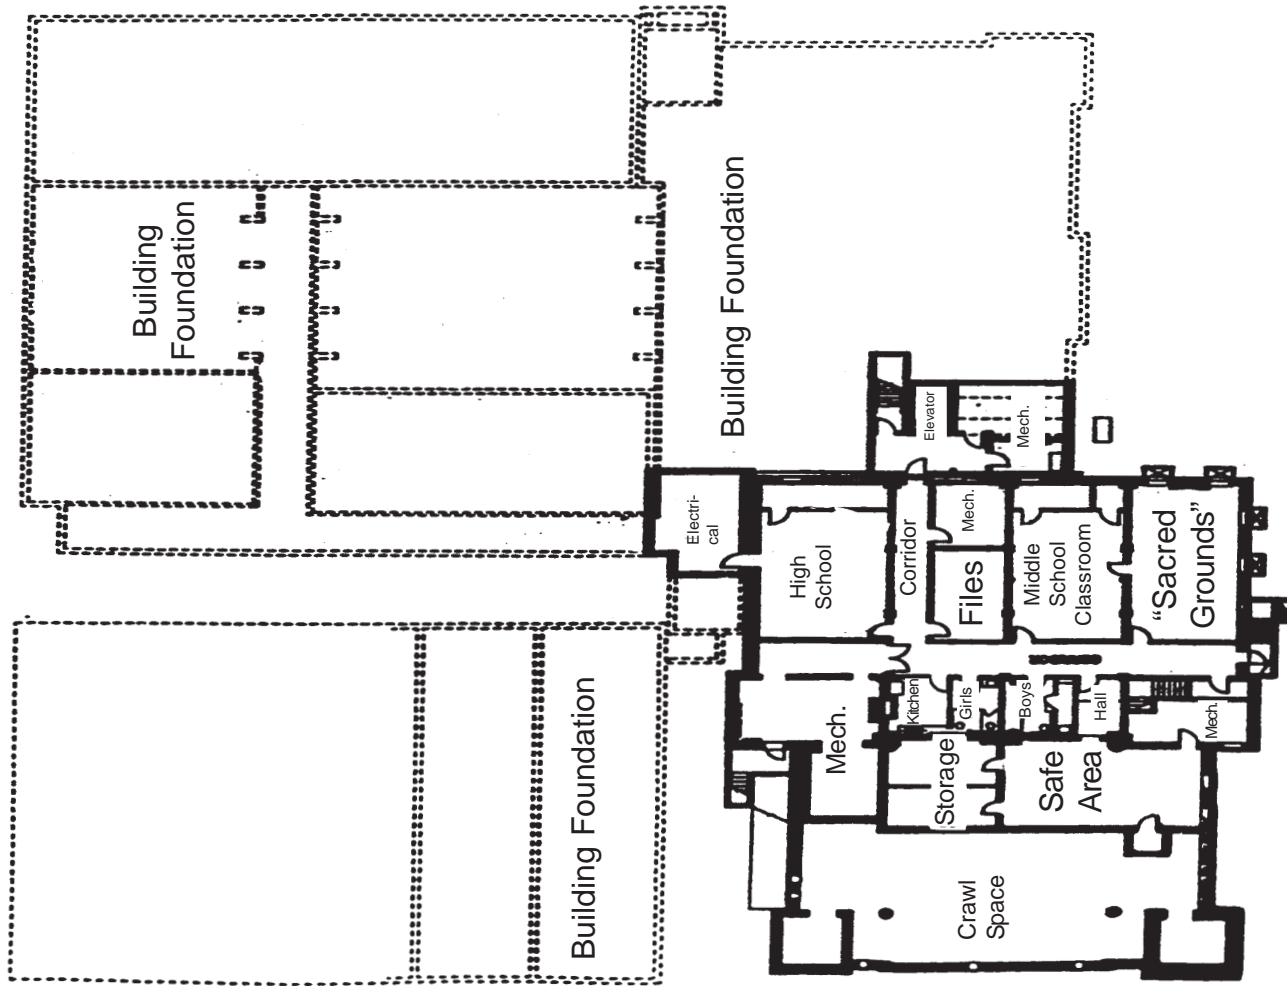 Building
Foundation
Building Foundation
Building Foundation
Elevator
Mech.
Electri-
cal
High
School
Corridor
Mech.
Files
Middle
School
Classroom
“Sacred
Grounds”
Kitchen
Girls
Boys
Hall
Mech.
Mech.
Storage
Safe
Area
Crawl
Space